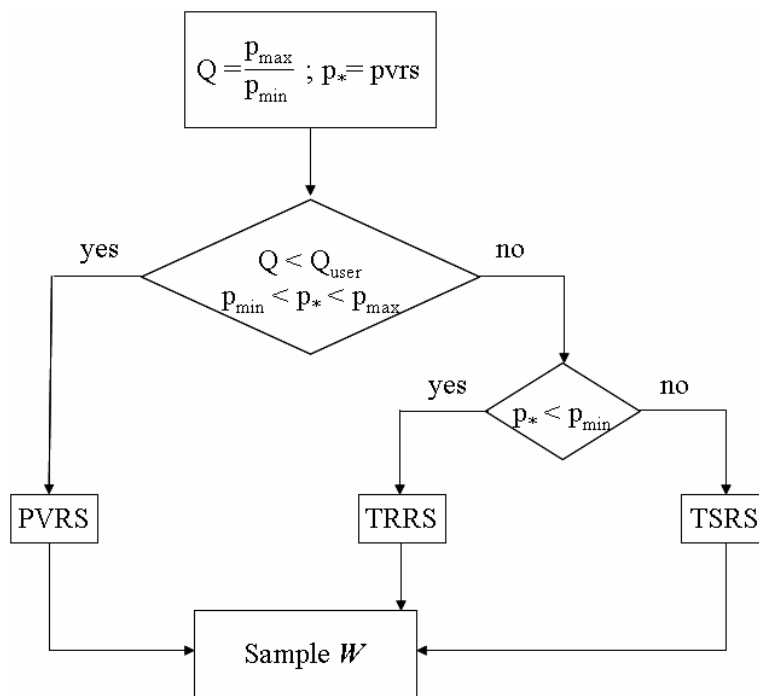 Q = p_max / p_min ; p_* = pvrs
yes
no
Q < Q_user
p_min < p_* < p_max
yes
no
p_* < p_min
PVRS
TRRS
TSRS
Sample W